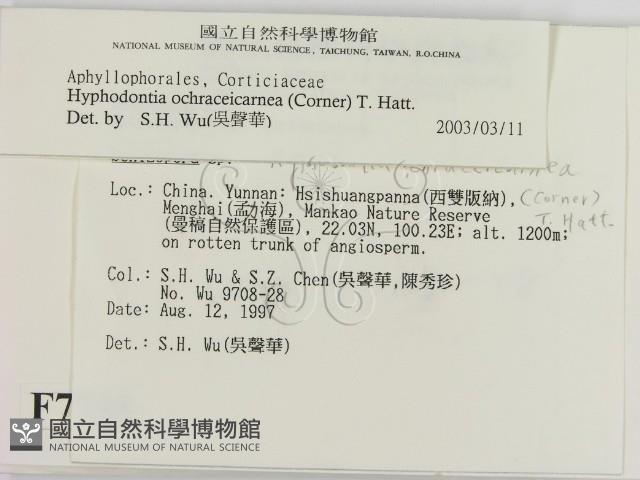 國立自然科學博物館
NATIONAL MUSEUM OF NATURAL SCIENCE, TAICHUNG, TAIWAN, R.O.CHINA
Aphyllophorales, Corticiaceae
Hyphodontia ochraceicarnea (Corner) T. Hatt.
Det. by S.H. Wu(吳聲華)
2003/03/11
ochraceicarnea
Loc.: China. Yunnan: Hsishuangpanna(西雙版納), (Corner)
Menghai(孟力海), Mankao Nature Reserve T. Hatt.
(曼稿自然保護區), 22.03N, 100.23E; alt. 1200m;
on rotten trunk of angiosperm.
Col.: S.H. Wu & S.Z. Chen(吳聲華,陳秀珍)
No. Wu 9708-28
Date: Aug. 12, 1997
Det.: S.H. Wu(吳聲華)
F7
國立自然科學博物館
NATIONAL MUSEUM OF NATURAL SCIENCE